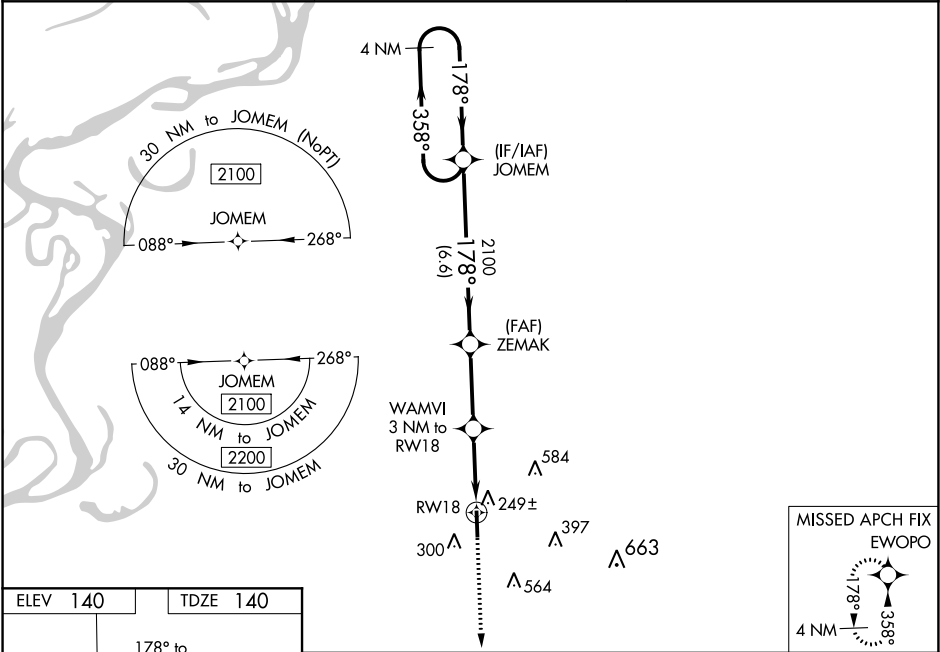 4 NM
178°
358°
(IF/IAF)
JOMEM
30 NM to JOMEM (NoPT)
2100
JOMEM
088°
268°
2100
178°
(6.6)
(FAF)
ZEMAK
088°
268°
JOMEM
2100
14 NM to JOMEM
2200
30 NM to JOMEM
WAMVI
3 NM to
RW18
584
RW18
249±
300
397
663
564
MISSED APCH FIX
EWOPO
178°
358°
4 NM
ELEV 140
TDZE 140
178° to